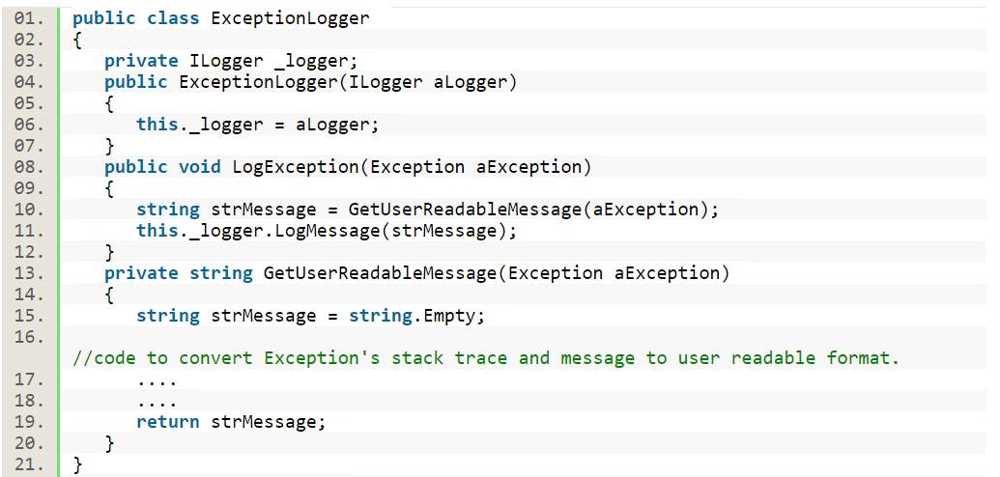 01. public class ExceptionLogger
02. {
03. private ILogger _logger;
04. public ExceptionLogger(ILogger aLogger)
05. {
06. this._logger = aLogger;
07. }
08. public void LogException(Exception aException)
09. {
10. string strMessage = GetUserReadableMessage(aException);
11. this._logger.LogMessage(strMessage);
12. }
13. private string GetUserReadableMessage(Exception aException)
14. {
15. string strMessage = string.Empty;
16.
//code to convert Exception's stack trace and message to user readable format.
17. ....
18. ....
19. return strMessage;
20. }
21. }